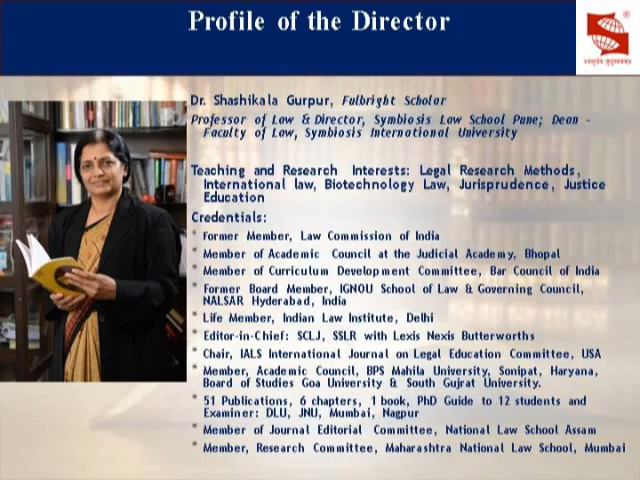 Profile of the Director
®
Dr. Shashikala Gurpur, Fulbright Scholar
Professor of Law & Director, Symbiosis Law School Pune; Dean -
Faculty of Law, Symbiosis International University
Teaching and Research Interests: Legal Research Methods,
International law, Biotechnology Law, Jurisprudence, Justice
Education
Credentials:
* Former Member, Law Commission of India
* Member of Academic Council at the Judicial Academy, Bhopal
* Member of Curriculum Development Committee, Bar Council of India
* Former Board Member, IGNOU School of Law & Governing Council,
NALSAR Hyderabad, India
* Life Member, Indian Law Institute, Delhi
* Editor-in-Chief: SCLJ, SSLR with Lexis Nexis Butterworths
* Chair, IALS International Journal on Legal Education Committee, USA
* Member, Academic Council, BPS Mahila University, Sonipat, Haryana,
Board of Studies Goa University & South Gujrat University.
* 51 Publications, 6 chapters, 1 book, PhD Guide to 12 students and
Examiner: DLU, JNU, Mumbai, Nagpur
* Member of Journal Editorial Committee, National Law School Assam
* Member, Research Committee, Maharashtra National Law School, Mumbai